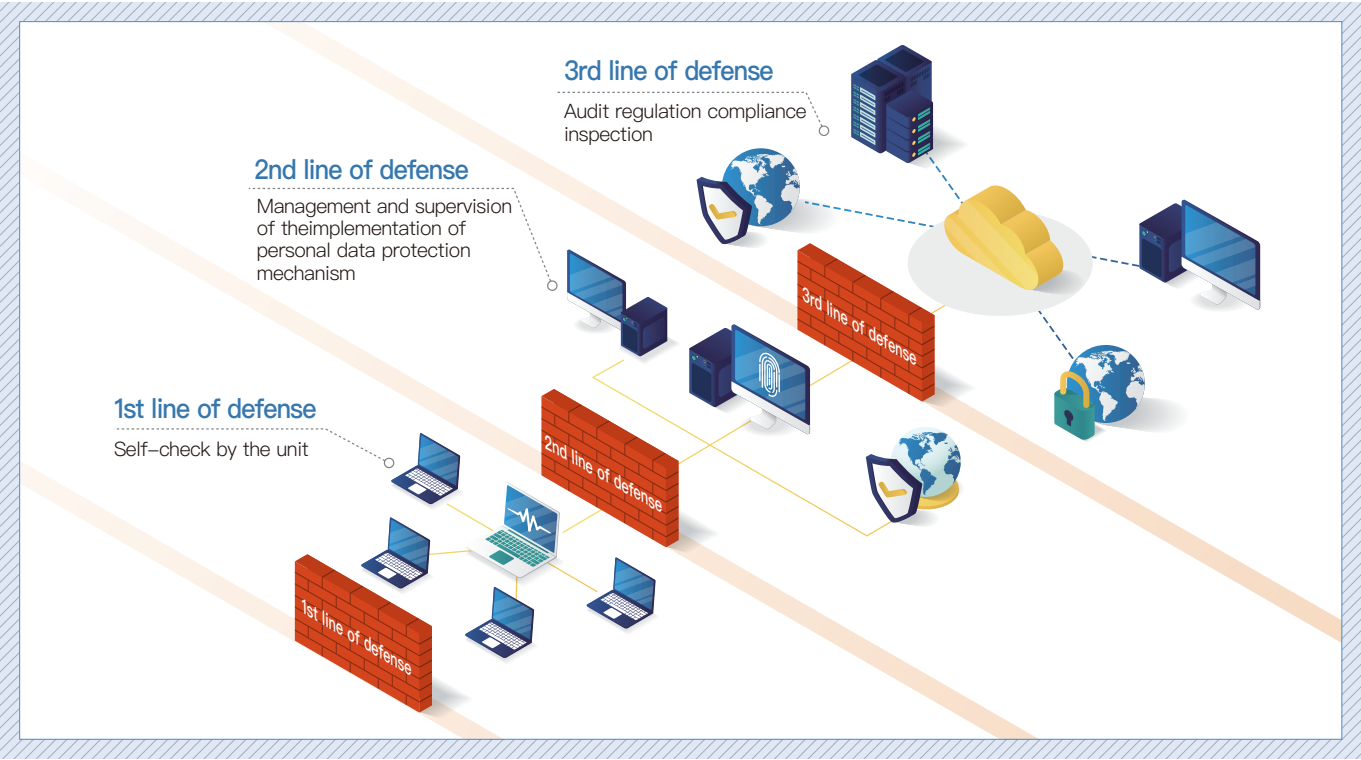 3rd line of defense
Audit regulation compliance
inspection
2nd line of defense
Management and supervision
of theimplementation of
personal data protection
mechanism
1st line of defense
Self-check by the unit
3rd line of defense
2nd line of defense
1st line of defense